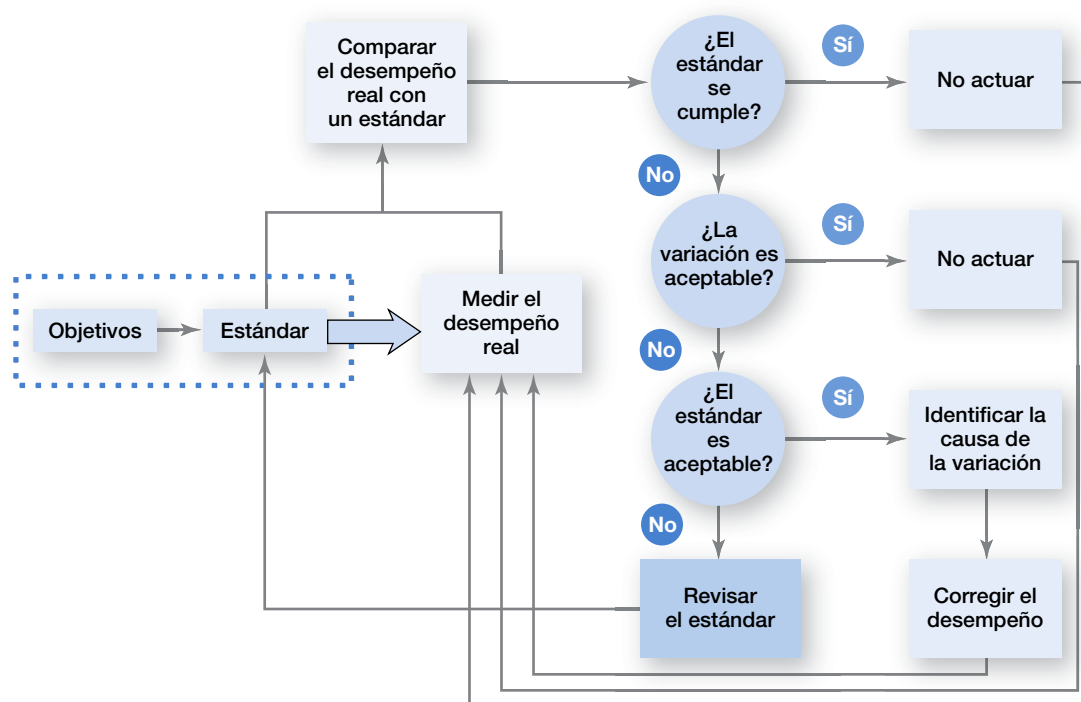 Comparar
el desempeño
real con
un estándar
¿El
estándar
se
cumple?
Sí
No actuar
No
¿La
variación es
aceptable?
Sí
No actuar
Objetivos
Estándar
Medir el
desempeño
real
No
¿El
estándar
es
aceptable?
Sí
Identificar la
causa de
la variación
No
Revisar
el estándar
Corregir el
desempeño